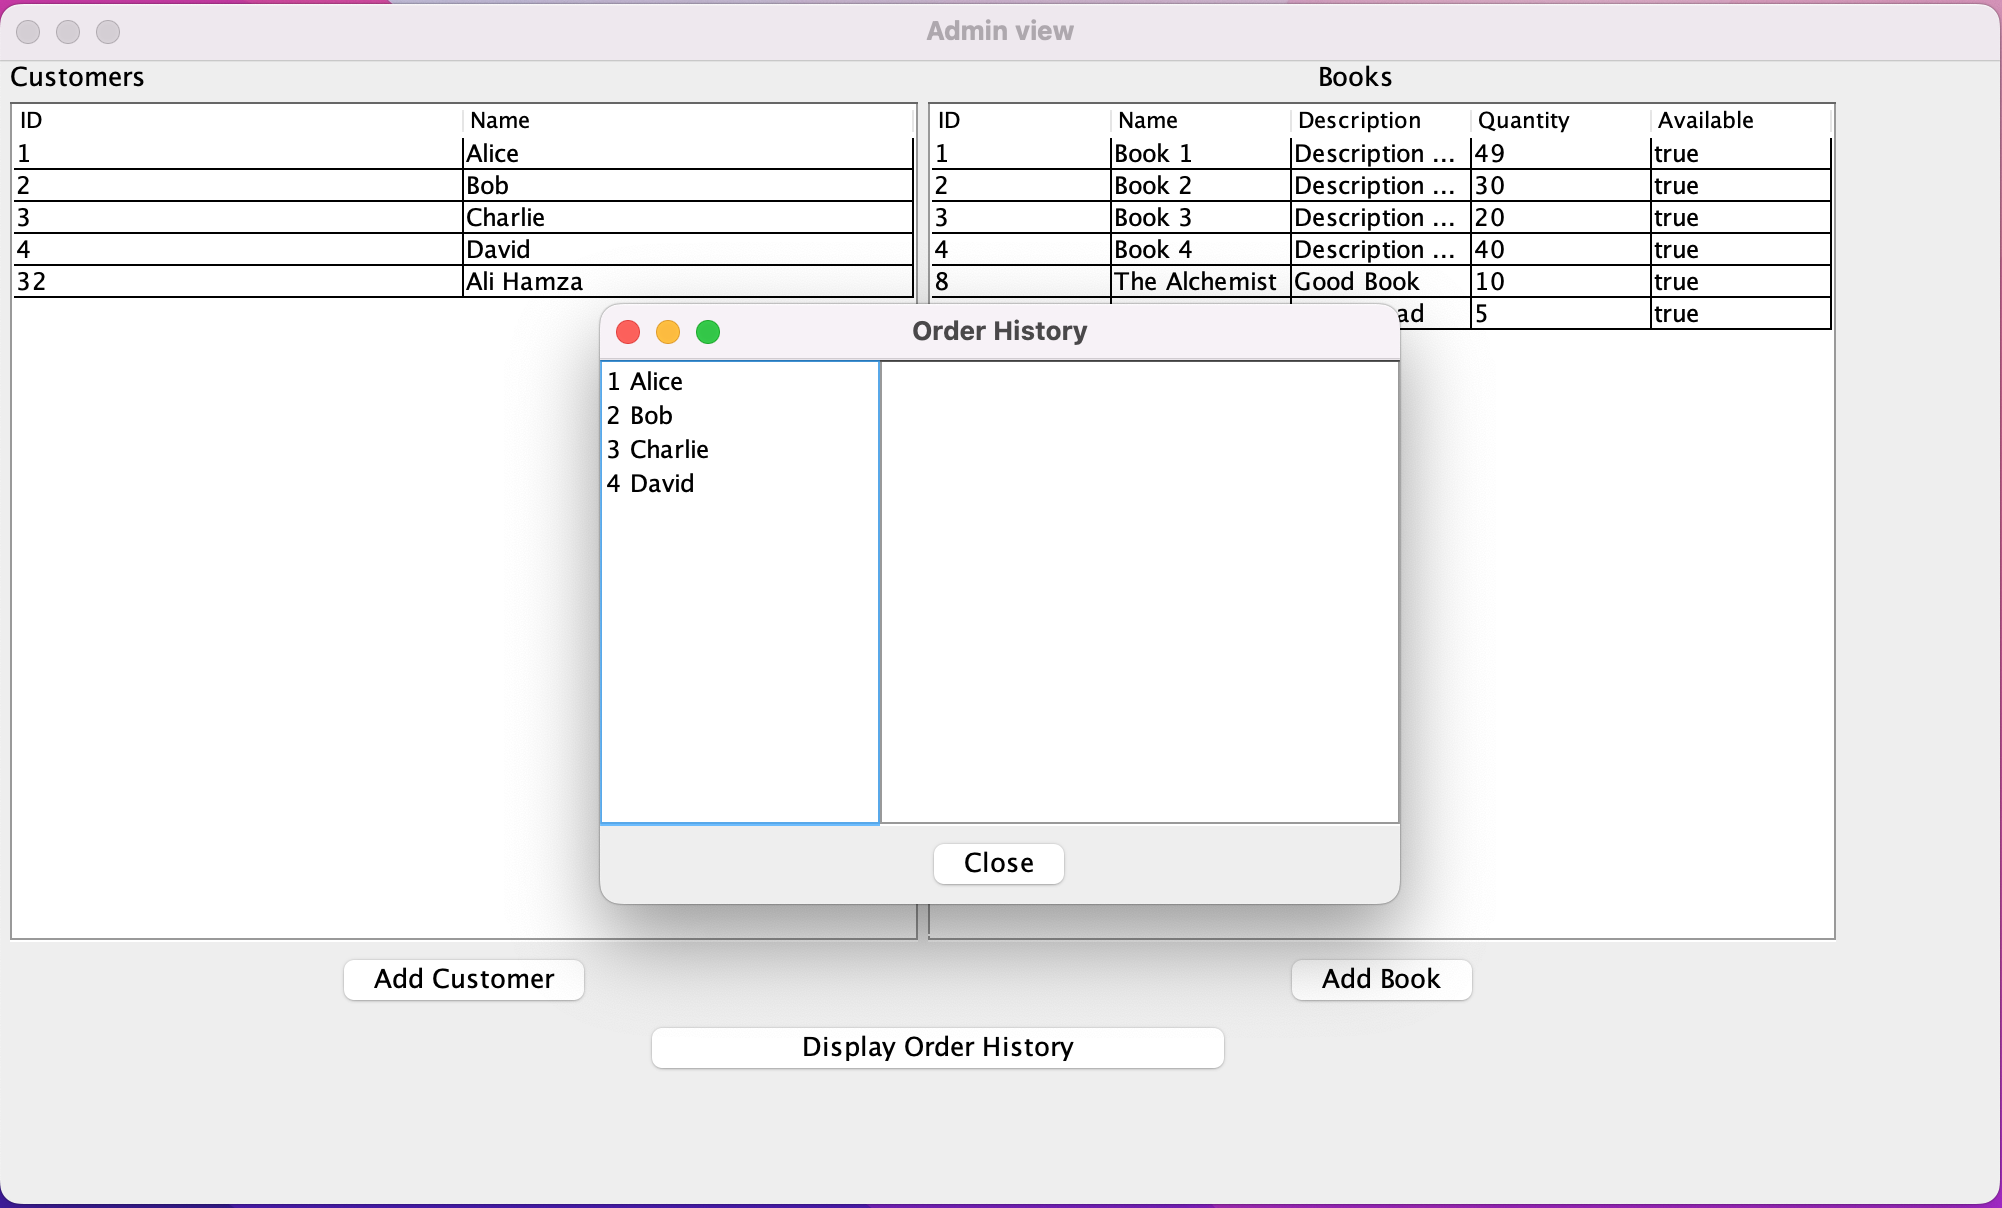 Admin view
Customers
Books
ID Name
1 Alice
2 Bob
3 Charlie
4 David
32 Ali Hamza
ID Name Description Quantity Available
1 Book 1 Description ... 49 true
2 Book 2 Description ... 30 true
3 Book 3 Description ... 20 true
4 Book 4 Description ... 40 true
8 The Alchemist Good Book 10 true
ad 5 true
Order History
1 Alice
2 Bob
3 Charlie
4 David
Close
Add Customer
Add Book
Display Order History